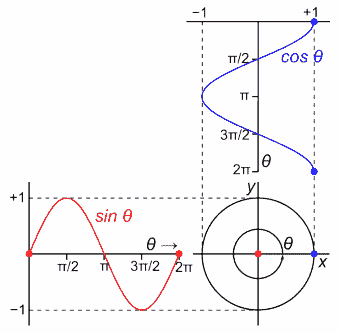 −1 +1
π/2
cos θ
π
3π/2
2π
θ
y
+1
sin θ
θ →
π/2 π 3π/2 2π
−1
θ
x